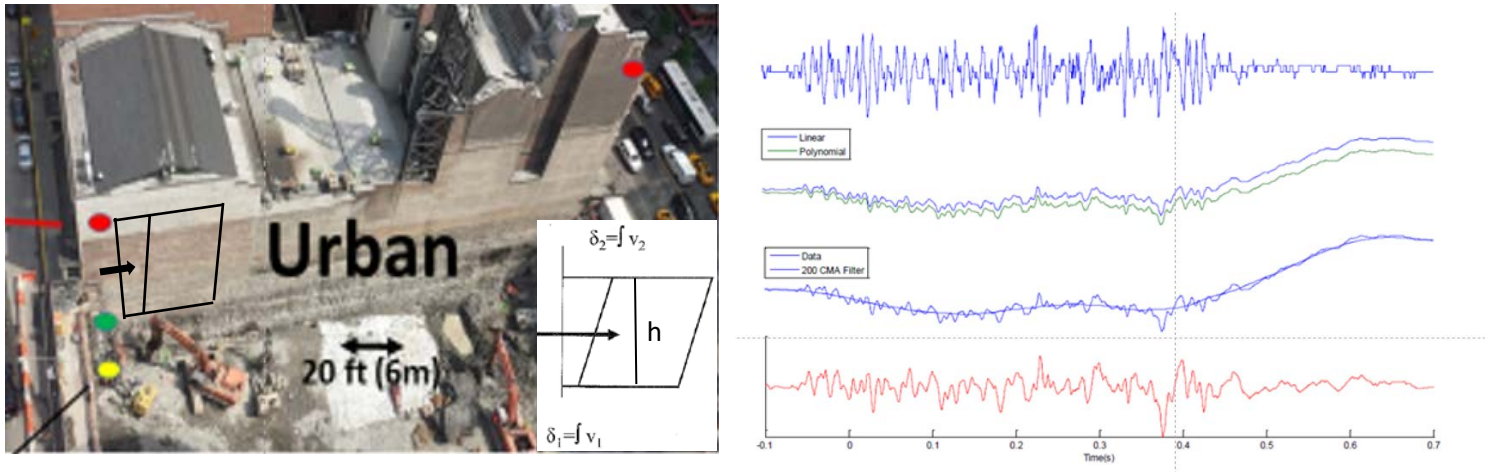 Urban
20 ft (6m)
δ₂=∫ v₂
h
δ₁=∫ v₁
Linear
Polynomial
Data
200 CMA Filter
-0.1 0 0.1 0.2 0.3 0.4 0.5 0.6 0.7
Time(s)